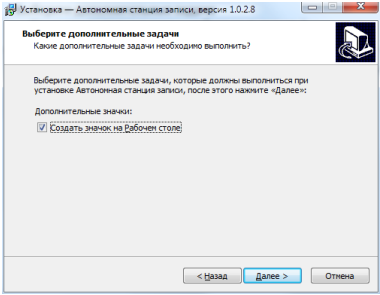 Установка — Автономная станция записи, версия 1.0.2.8
Выберите дополнительные задачи
Какие дополнительные задачи необходимо выполнить?
Выберите дополнительные задачи, которые должны выполниться при
установке Автономная станция записи, после этого нажмите «Далее»:
Дополнительные значки:
Создать значок на Рабочем столе
< Назад
Далее >
Отмена